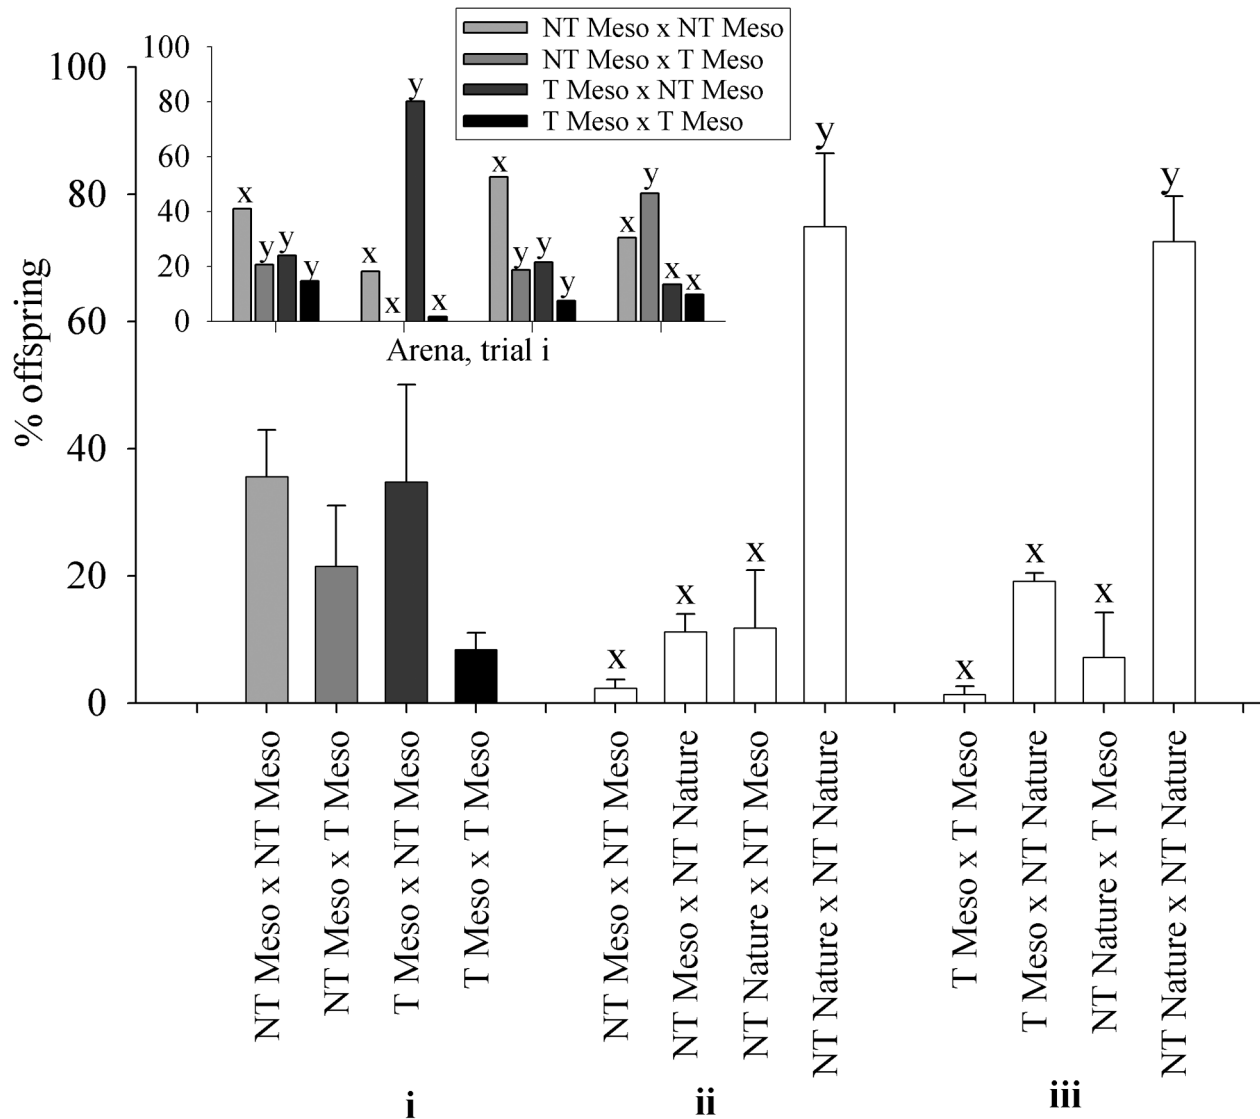 NT Meso x NT Meso
NT Meso x T Meso
T Meso x NT Meso
T Meso x T Meso
100
80
60
40
20
0
x
y
y
y
x
x
y
x
x
y
y
y
x
y
x
x
Arena, trial i
% offspring
100
80
60
40
20
0
x
x
x
y
x
x
x
y
NT Meso x NT Meso
NT Meso x T Meso
T Meso x NT Meso
T Meso x T Meso
NT Meso x NT Meso
NT Meso x NT Nature
NT Nature x NT Meso
NT Nature x NT Nature
T Meso x T Meso
T Meso x NT Nature
NT Nature x T Meso
NT Nature x NT Nature
i
ii
iii